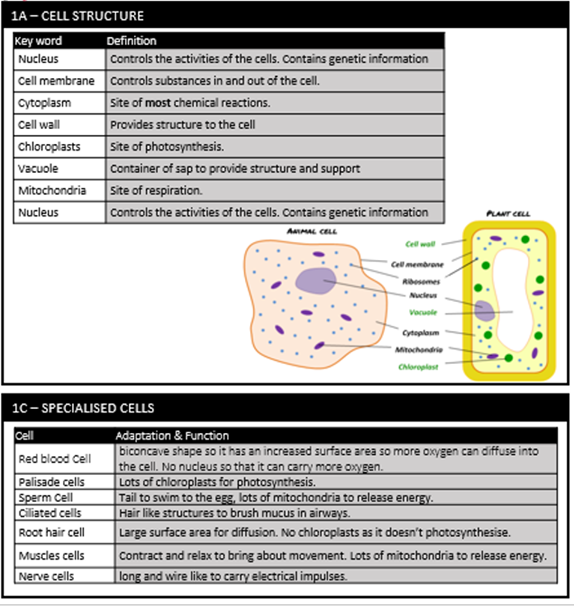 1A – CELL STRUCTURE
Key word Definition
Nucleus Controls the activities of the cells. Contains genetic information
Cell membrane Controls substances in and out of the cell.
Cytoplasm Site of most chemical reactions.
Cell wall Provides structure to the cell
Chloroplasts Site of photosynthesis.
Vacuole Container of sap to provide structure and support
Mitochondria Site of respiration.
Nucleus Controls the activities of the cells. Contains genetic information
PLANT CELL
ANIMAL CELL
Cell wall
Cell membrane
Ribosomes
Nucleus
Vacuole
Cytoplasm
Mitochondria
Chloroplast
1C – SPECIALISED CELLS
Cell Adaptation & Function
Red blood Cell biconcave shape so it has an increased surface area so more oxygen can diffuse into
the cell. No nucleus so that it can carry more oxygen.
Palisade cells Lots of chloroplasts for photosynthesis.
Sperm Cell Tail to swim to the egg, lots of mitochondria to release energy.
Ciliated cells Hair like structures to brush mucus in airways.
Root hair cell Large surface area for diffusion. No chloroplasts as it doesn't photosynthesise.
Muscles cells Contract and relax to bring about movement. Lots of mitochondria to release energy.
Nerve cells long and wire like to carry electrical impulses.